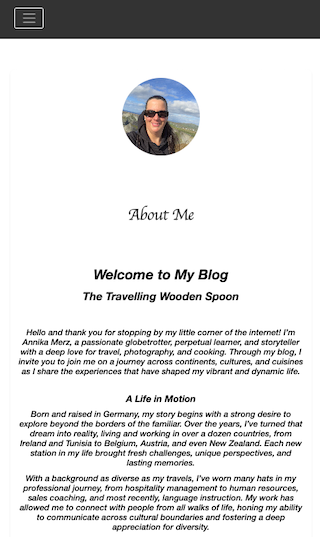 About Me
Welcome to My Blog
The Travelling Wooden Spoon
Hello and thank you for stopping by my little corner of the internet! I'm
Annika Merz, a passionate globetrotter, perpetual learner, and storyteller
with a deep love for travel, photography, and cooking. Through my blog, I
invite you to join me on a journey across continents, cultures, and cuisines
as I share the experiences that have shaped my vibrant and dynamic life.
A Life in Motion
Born and raised in Germany, my story begins with a strong desire to
explore beyond the borders of the familiar. Over the years, I've turned that
dream into reality, living and working in over a dozen countries, from
Ireland and Tunisia to Belgium, Austria, and even New Zealand. Each new
station in my life brought fresh challenges, unique perspectives, and
lasting memories.
With a background as diverse as my travels, I've worn many hats in my
professional journey, from hospitality management to human resources,
sales coaching, and most recently, language instruction. My work has
allowed me to connect with people from all walks of life, honing my ability
to communicate across cultural boundaries and fostering a deep
appreciation for diversity.